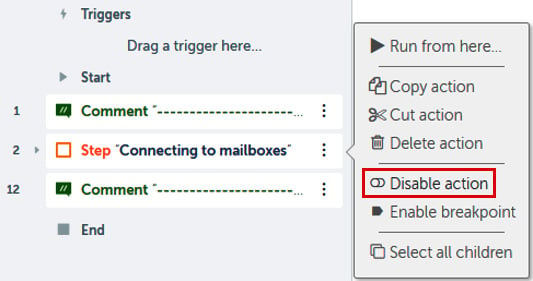 Triggers
Drag a trigger here...
Start
1 Comment "----------------------...
2 Step "Connecting to mailboxes"
12 Comment "----------------------...
End
Run from here...
Copy action
Cut action
Delete action
Disable action
Enable breakpoint
Select all children